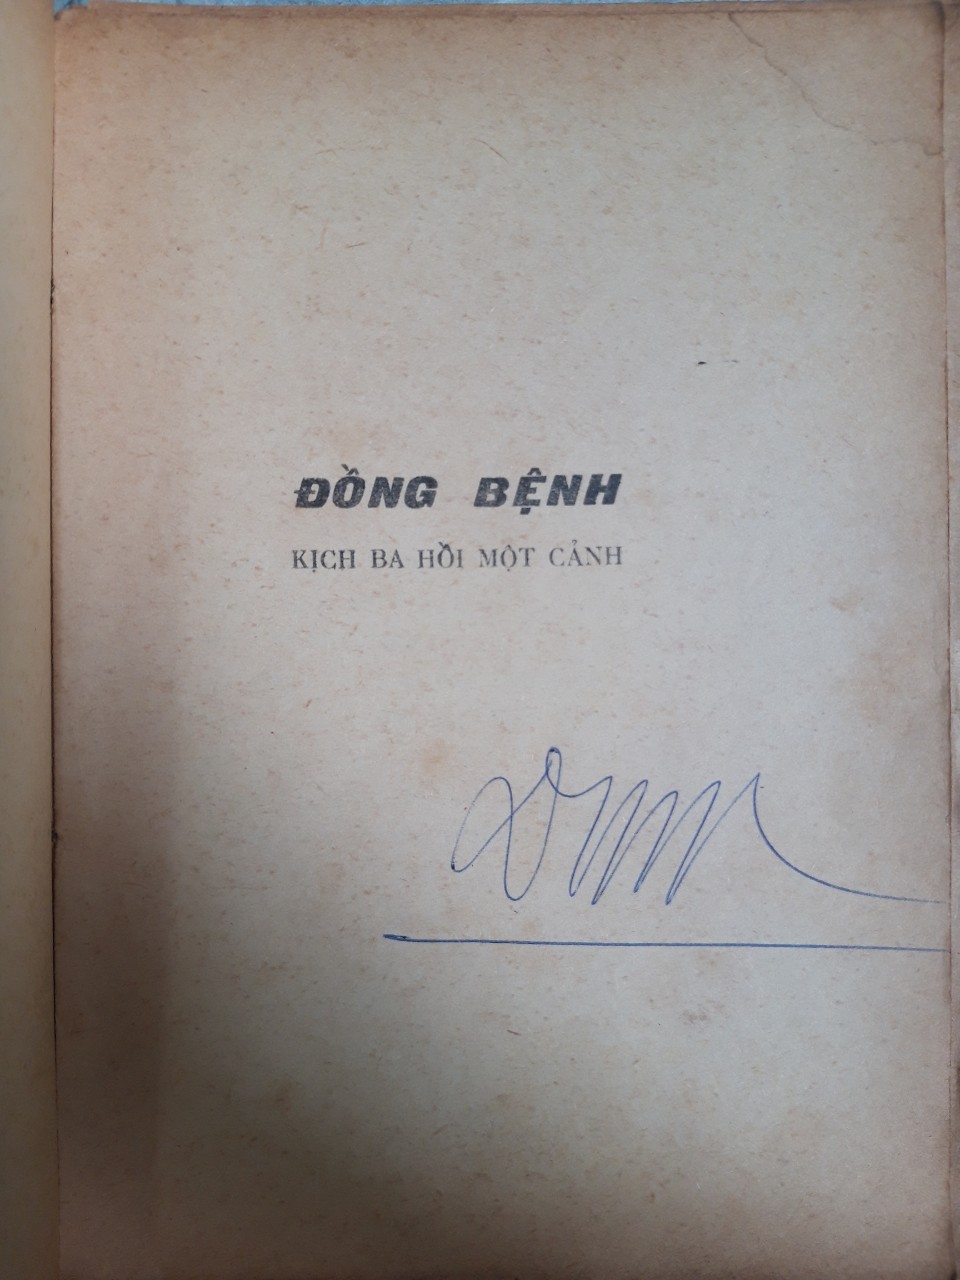 ĐỒNG BỆNH
KỊCH BA HỒI MỘT CẢNH